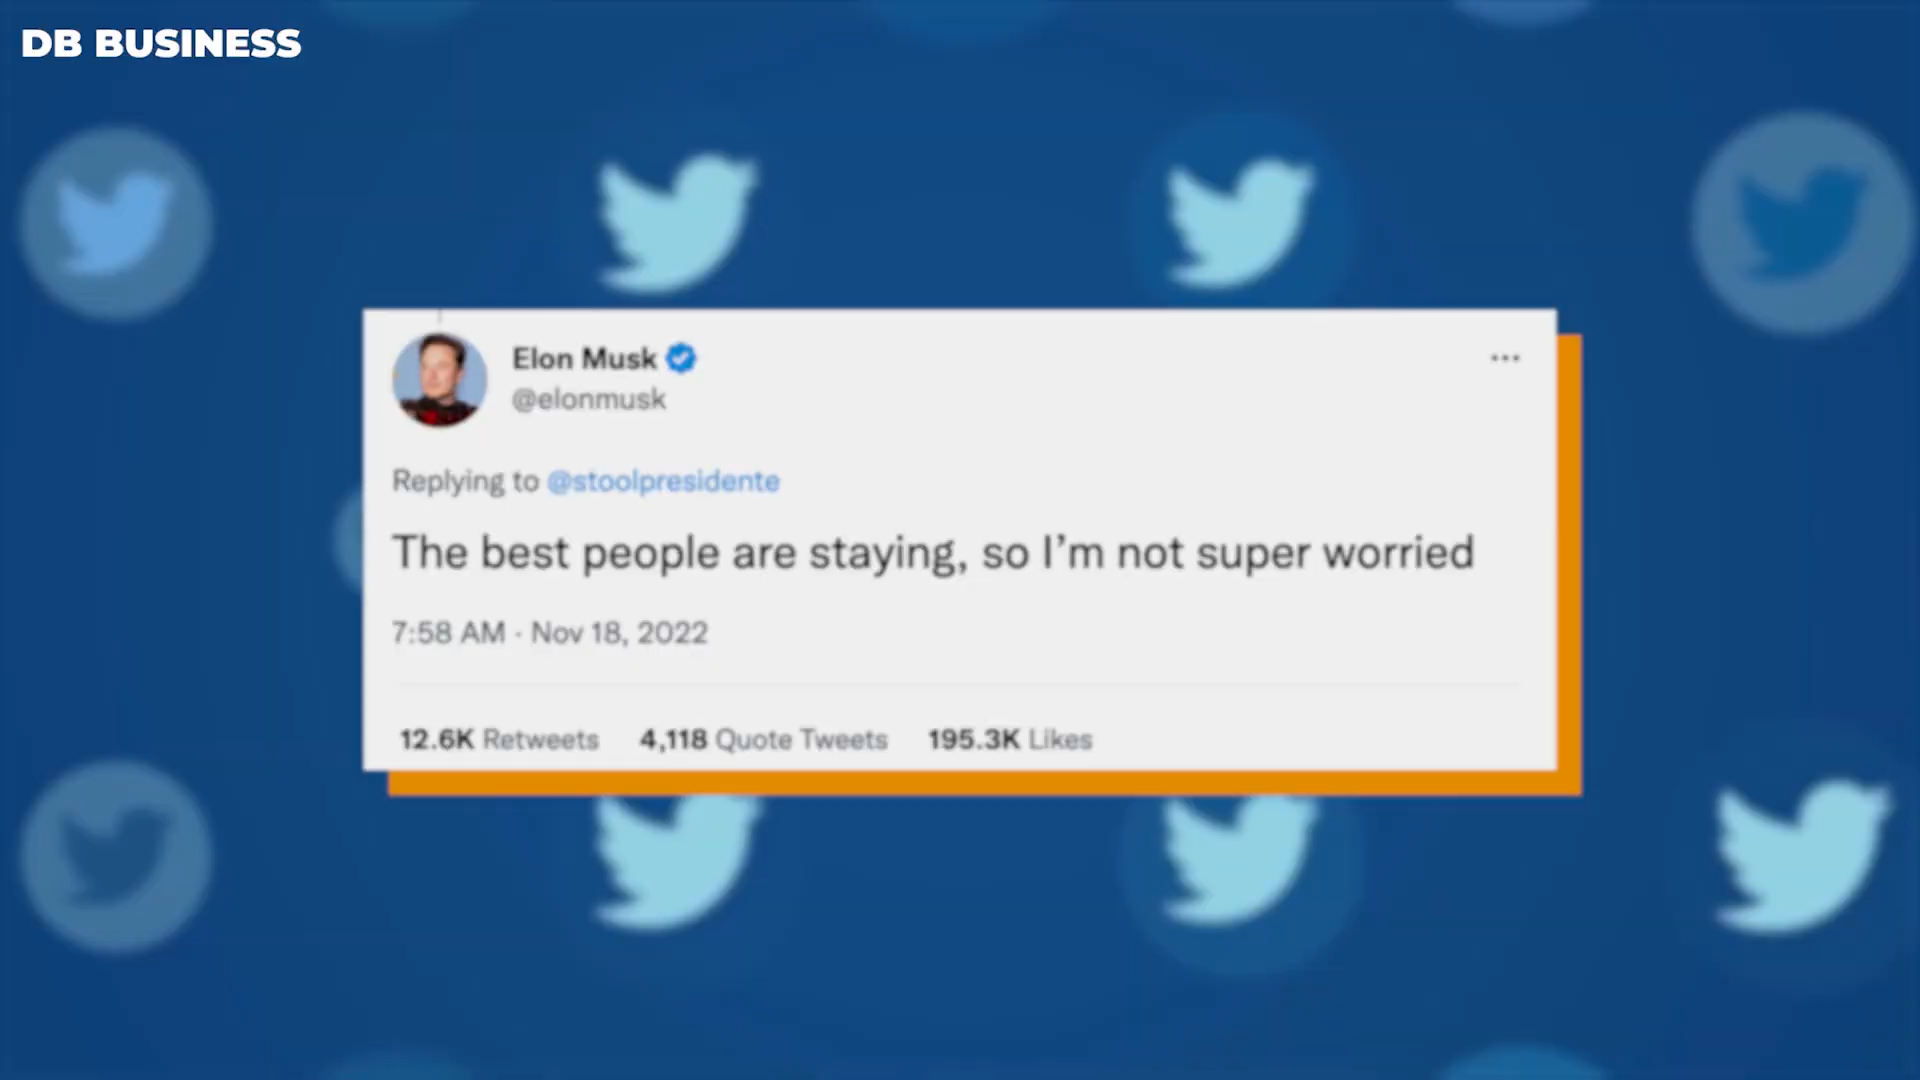 DB BUSINESS
Elon Musk
@elonmusk
Replying to @stoolpresidente
The best people are staying, so I’m not super worried
7:58 AM · Nov 18, 2022
12.6K Retweets 4,118 Quote Tweets 195.3K Likes